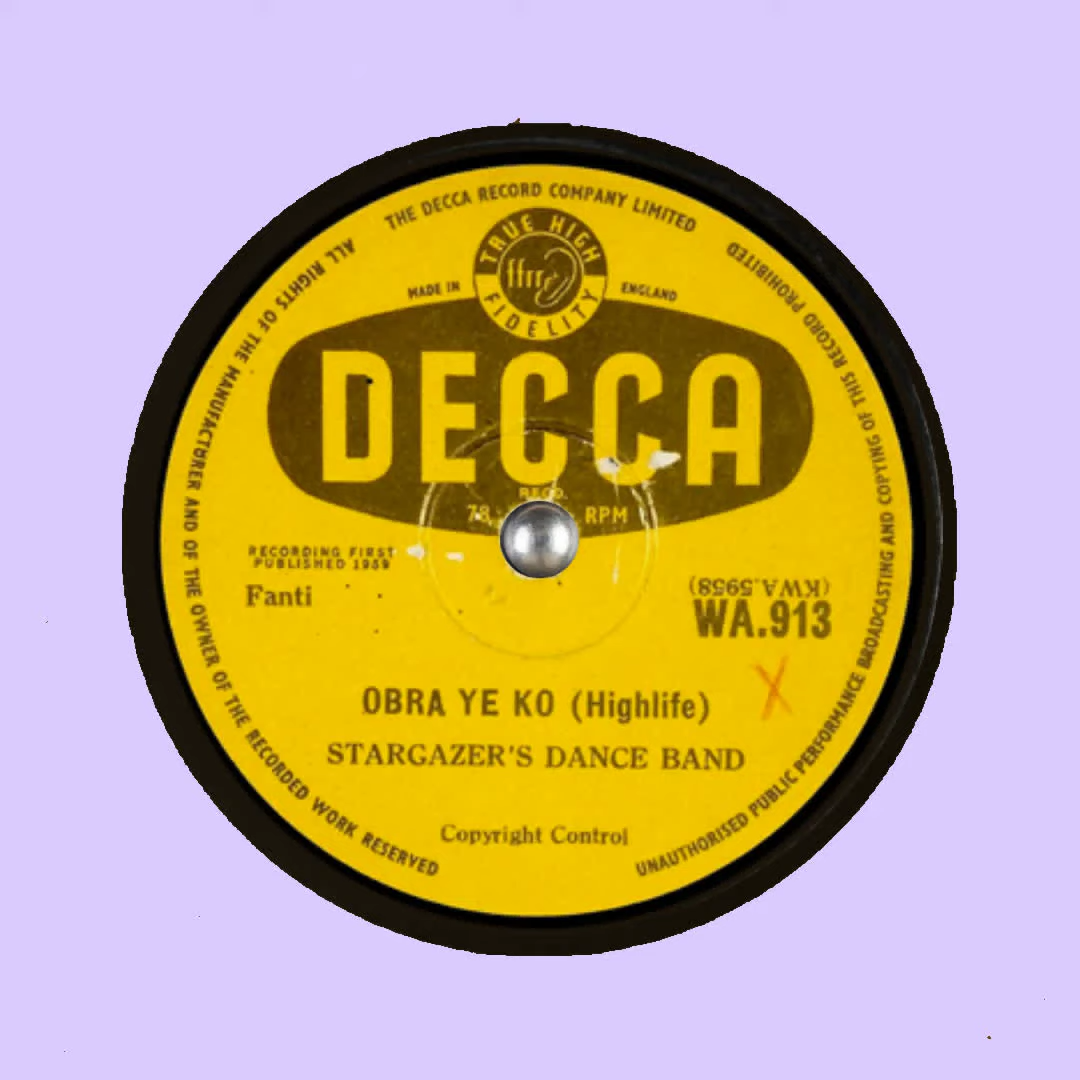 THE DECCA RECORD COMPANY LIMITED
TRUE HIGH
ffrr
FIDELITY
MADE IN ENGLAND
DECCA
REGD.
78 RPM
RECORDING FIRST
PUBLISHED 1959
Fanti
(KWA.5958)
WA.913
OBRA YE KO (Highlife)
STARGAZER'S DANCE BAND
Copyright Control
ALL RIGHTS OF THE MANUFACTURER AND OF THE OWNER OF THE RECORDED WORK RESERVED
UNAUTHORISED PUBLIC PERFORMANCE BROADCASTING AND COPYING OF THIS RECORD PROHIBITED
X